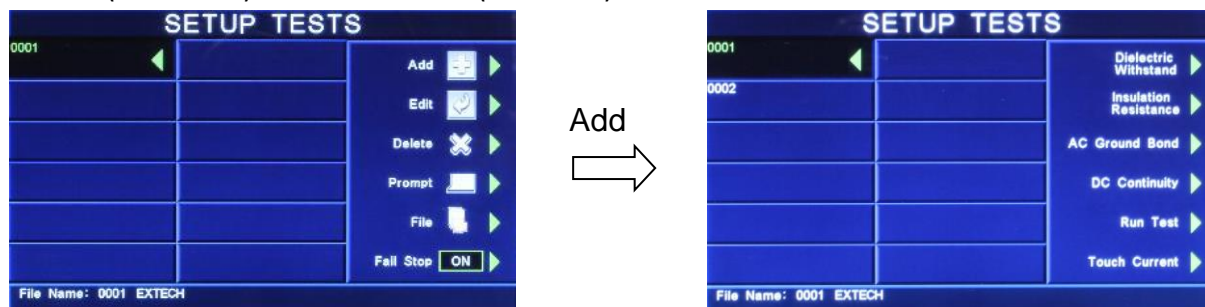 SETUP TESTS
0001
Add
Edit
Delete
Prompt
File
Fail Stop ON
File Name: 0001 EXTECH
Add
SETUP TESTS
0001
0002
Dielectric
Withstand
Insulation
Resistance
AC Ground Bond
DC Continuity
Run Test
Touch Current
File Name: 0001 EXTECH